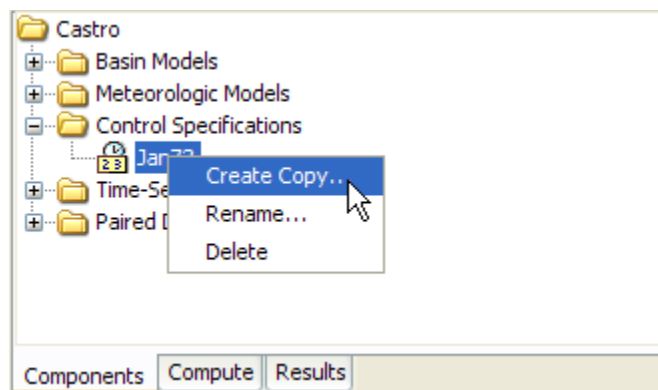 Castro
Basin Models
Meteorologic Models
Control Specifications
Create Copy...
Rename...
Delete
Components Compute Results